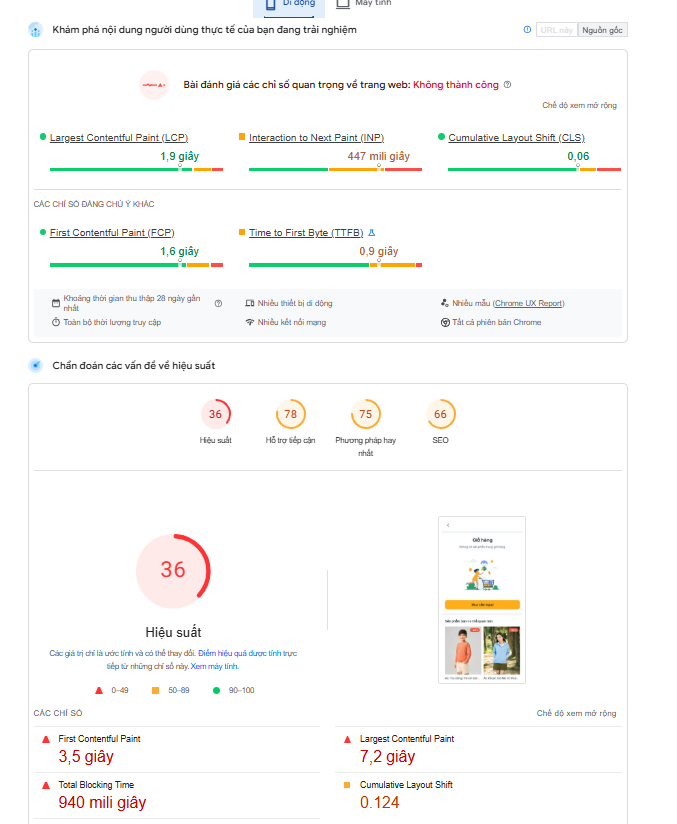 Di động
Máy tính
Khám phá nội dung người dùng thực tế của bạn đang trải nghiệm
URL này
Nguồn gốc
Bài đánh giá các chỉ số quan trọng về trang web: Không thành công
Chế độ xem mở rộng
Largest Contentful Paint (LCP)
1,9 giây
Interaction to Next Paint (INP)
447 mili giây
Cumulative Layout Shift (CLS)
0,06
CÁC CHỈ SỐ ĐÁNG CHÚ Ý KHÁC
First Contentful Paint (FCP)
1,6 giây
Time to First Byte (TTFB)
0,9 giây
Khoảng thời gian thu thập 28 ngày gần
nhất
Nhiều thiết bị di động
Nhiều mẫu (Chrome UX Report)
Toàn bộ thời lượng truy cập
Nhiều kết nối mạng
Tất cả phiên bản Chrome
Chẩn đoán các vấn đề về hiệu suất
36
Hiệu suất
78
Hỗ trợ tiếp cận
75
Phương pháp hay
nhất
66
SEO
36
Hiệu suất
Các giá trị chỉ là ước tính và có thể thay đổi. Điểm hiệu quả được tính trực
tiếp từ những chỉ số này. Xem máy tính.
0–49
50–89
90–100
Giỏ hàng
CÁC CHỈ SỐ
Chế độ xem mở rộng
First Contentful Paint
3,5 giây
Largest Contentful Paint
7,2 giây
Total Blocking Time
940 mili giây
Cumulative Layout Shift
0.124